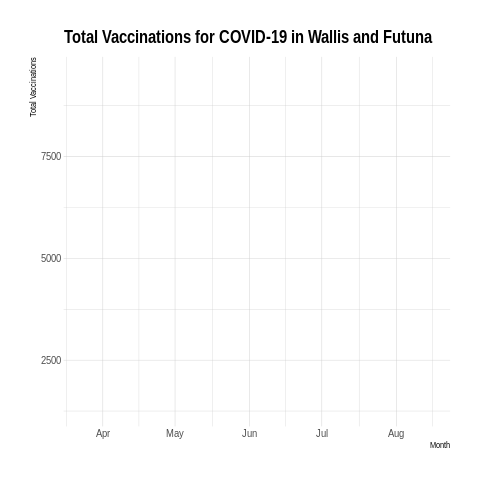 Total Vaccinations for COVID-19 in Wallis and Futuna
Total Vaccinations
7500
5000
2500
Apr May Jun Jul Aug
Month